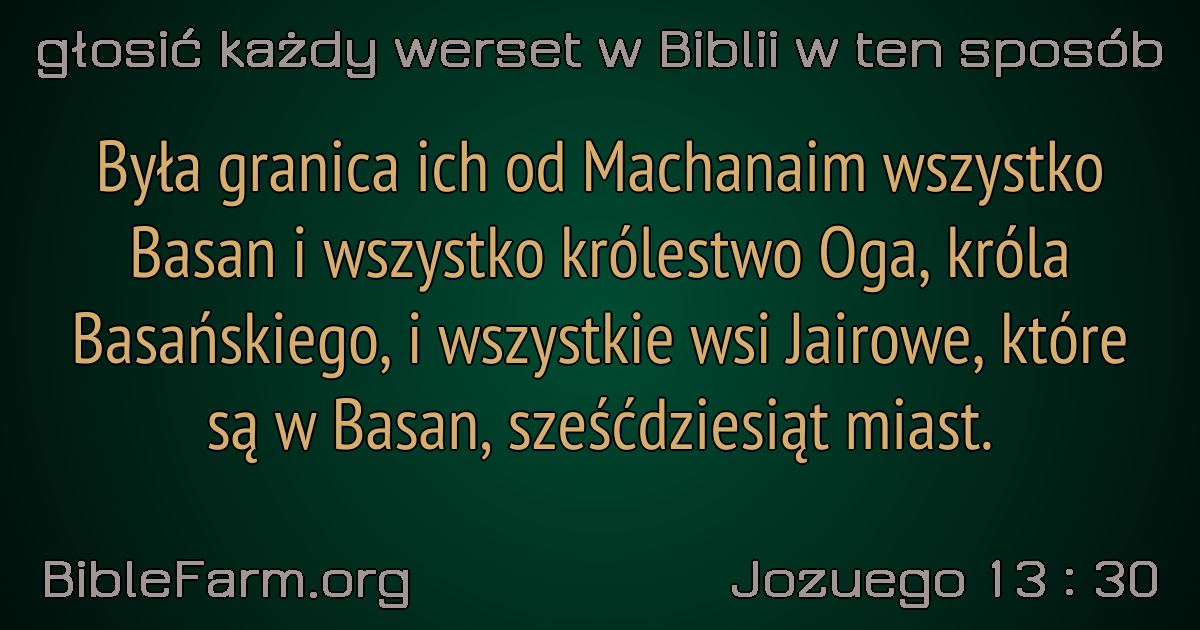 głosić każdy werset w Biblii w ten sposób
Była granica ich od Machanaim wszystko
Basan i wszystko królestwo Oga, króla
Basańskiego, i wszystkie wsi Jairowe, które
są w Basan, sześćdziesiąt miast.
BibleFarm.org
Jozuego 13 : 30